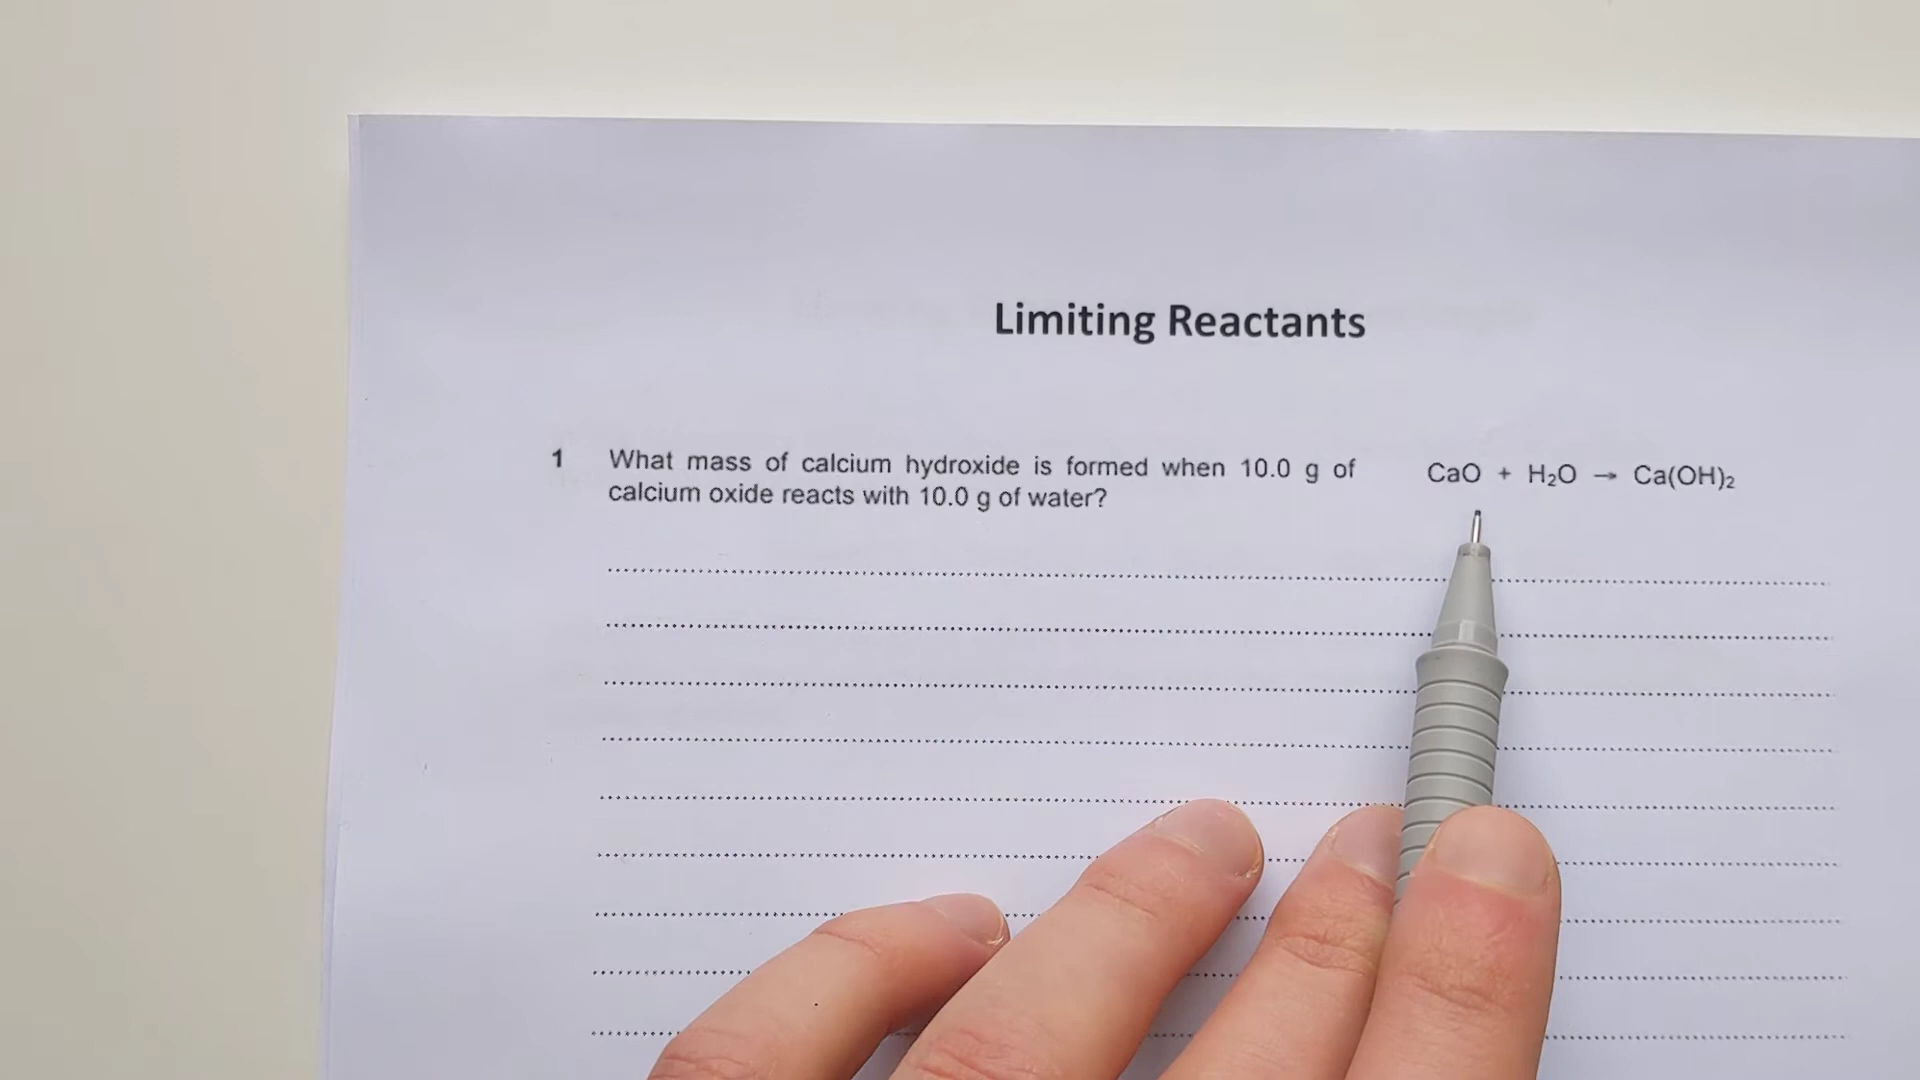 Limiting Reactants
1 What mass of calcium hydroxide is formed when 10.0 g of CaO + H₂O → Ca(OH)₂
calcium oxide reacts with 10.0 g of water?